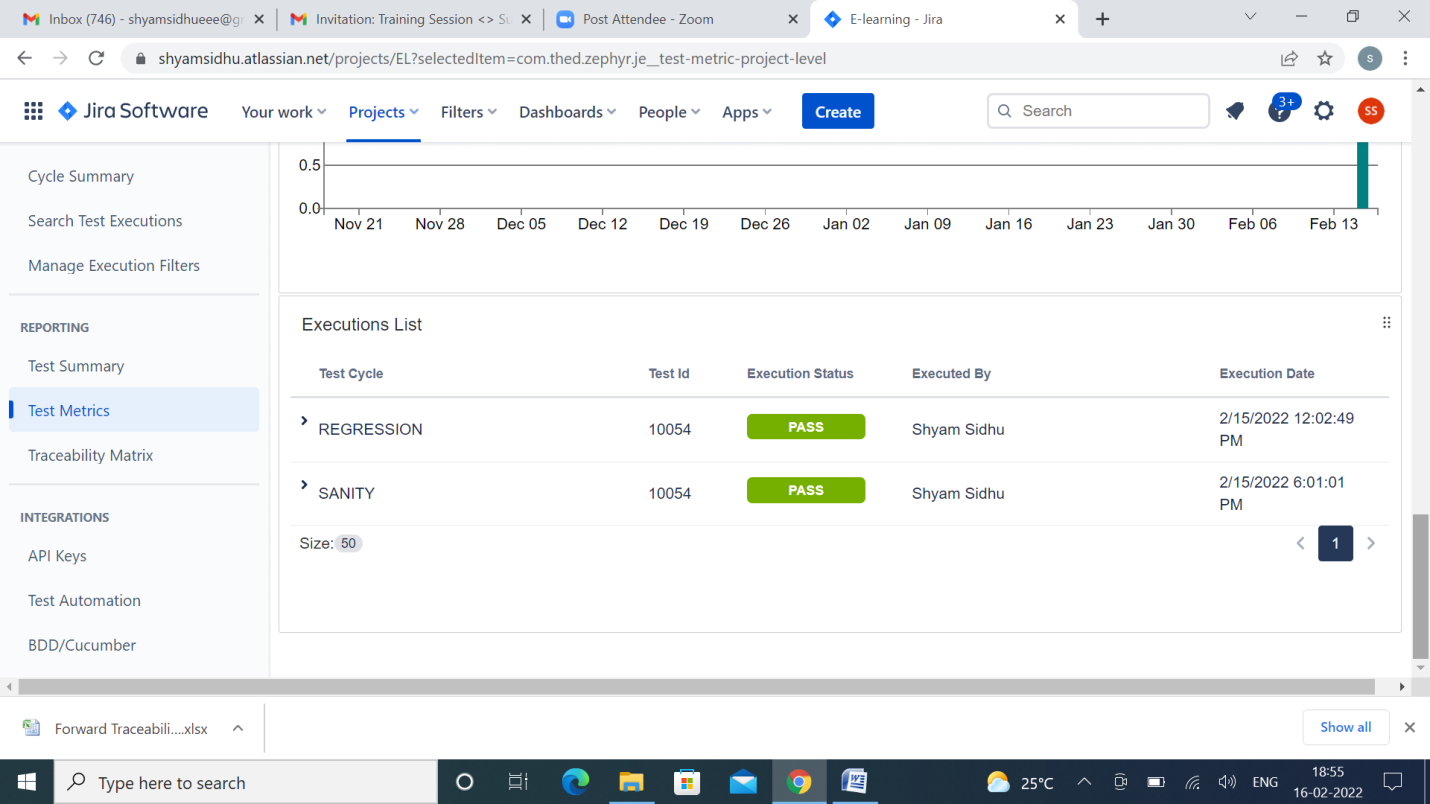 Inbox (746) - shyamsidhueee@g
Invitation: Training Session <> Su
Post Attendee - Zoom
E-learning - Jira
shyamsidhu.atlassian.net/projects/EL?selectedItem=com.thed.zephyr.je__test-metric-project-level
S
Jira Software
Your work
Projects
Filters
Dashboards
People
Apps
Create
Search
3+
?
SS
Cycle Summary
Search Test Executions
Manage Execution Filters
REPORTING
Test Summary
Test Metrics
Traceability Matrix
INTEGRATIONS
API Keys
Test Automation
BDD/Cucumber
0.5
0.0
Nov 21 Nov 28 Dec 05 Dec 12 Dec 19 Dec 26 Jan 02 Jan 09 Jan 16 Jan 23 Jan 30 Feb 06 Feb 13
Executions List
Test Cycle Test Id Execution Status Executed By Execution Date
REGRESSION 10054 PASS Shyam Sidhu 2/15/2022 12:02:49
PM
SANITY 10054 PASS Shyam Sidhu 2/15/2022 6:01:01
PM
Size: 50
1
Forward Traceabili....xlsx
Show all
Type here to search
25°C
ENG
18:55
16-02-2022